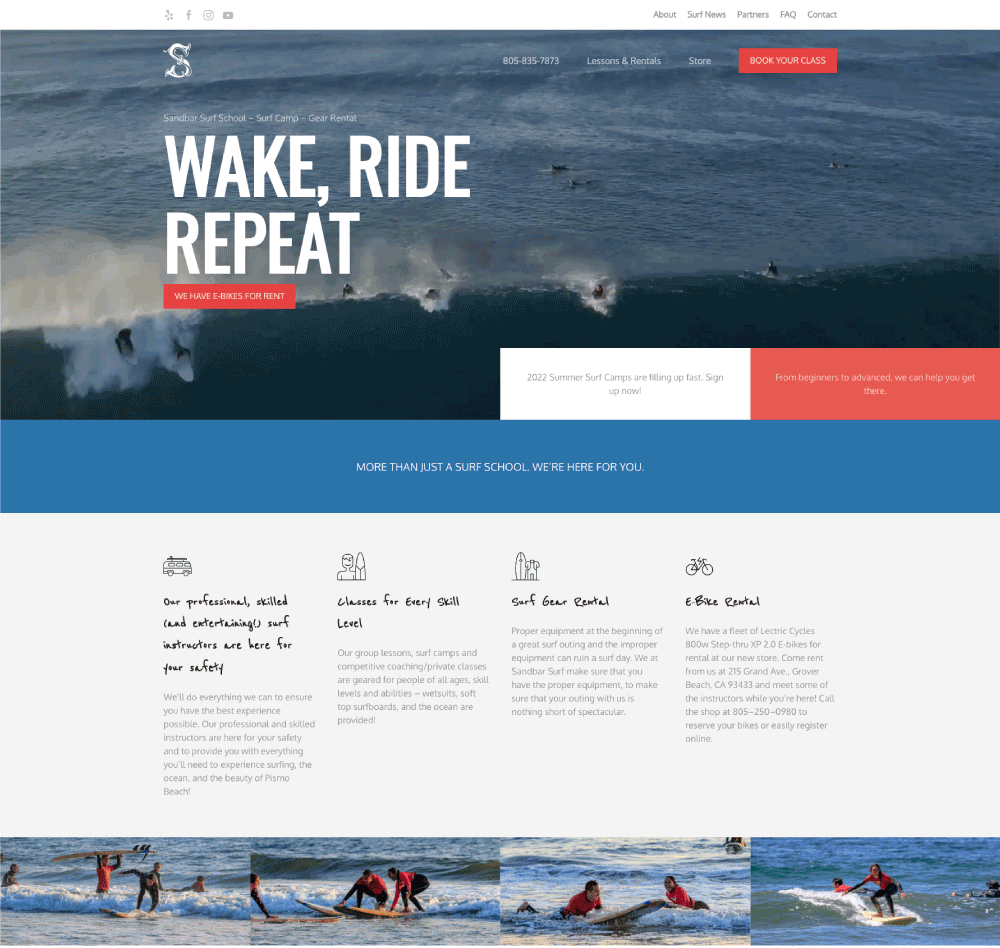 About Surf News Partners FAQ Contact
S
805-835-7873 Lessons & Rentals Store BOOK YOUR CLASS
Sandbar Surf School – Surf Camp – Gear Rental
WAKE, RIDE
REPEAT
WE HAVE E-BIKES FOR RENT
2022 Summer Surf Camps are filling up fast, Sign
up now!
From beginners to advanced, we can help you get
there.
MORE THAN JUST A SURF SCHOOL. WE'RE HERE FOR YOU.
Our professional, skilled
(and entertaining!) surf
instructors are here for
your safety
We'll do everything we can to ensure
you have the best experience
possible. Our professional and skilled
instructors are here for your safety
and to provide you with everything
you'll need to experience surfing, the
ocean, and the beauty of Pismo
Beach!
Classes for Every Skill
Level
Our group lessons, surf camps and
competitive coaching/private classes
are geared for people of all ages, skill
levels and abilities – wetsuits, soft
top surfboards, and the ocean are
provided!
Surf Gear Rental
Proper equipment at the beginning of
a great surf outing and the improper
equipment can ruin a surf day. We at
Sandbar Surf make sure that you
have the proper equipment, to make
sure that your outing with us is
nothing short of spectacular.
E-Bike Rental
We have a fleet of Lectric Cycles
800w Step-thru XP 2.0 E-bikes for
rental at our new store. Come rent
from us at 215 Grand Ave., Grover
Beach, CA 93433 and meet some of
the instructors while you're here! Call
the shop at 805–250–0980 to
reserve your bikes or easily register
online.